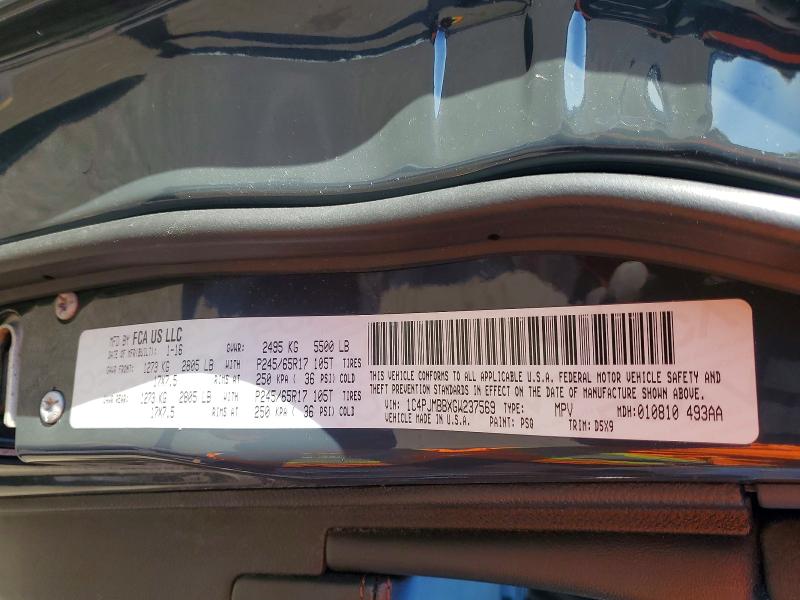 MFD BY FCA US LLC
DATE OF MFR(BUILT): 1-16 GVWR: 2495 KG 5500 LB
GAWR FRONT: 1273 KG 2805 LB WITH P245/65R17 105T TIRES
17X7.5 RIMS AT 250 KPA ( 36 PSI) COLD
GAWR REAR: 1273 KG 2805 LB WITH P245/65R17 105T TIRES
17X7.5 RIMS AT 250 KPA ( 36 PSI) COLD
THIS VEHICLE CONFORMS TO ALL APPLICABLE U.S.A. FEDERAL MOTOR VEHICLE SAFETY AND
THEFT PREVENTION STANDARDS IN EFFECT ON THE DATE OF MANUFACTURE SHOWN ABOVE.
VIN: 1C4PJMBBXGW237569 TYPE: MPV MDH: 010810 493AA
VEHICLE MADE IN U.S.A. PAINT: PSQ TRIM: D5X9